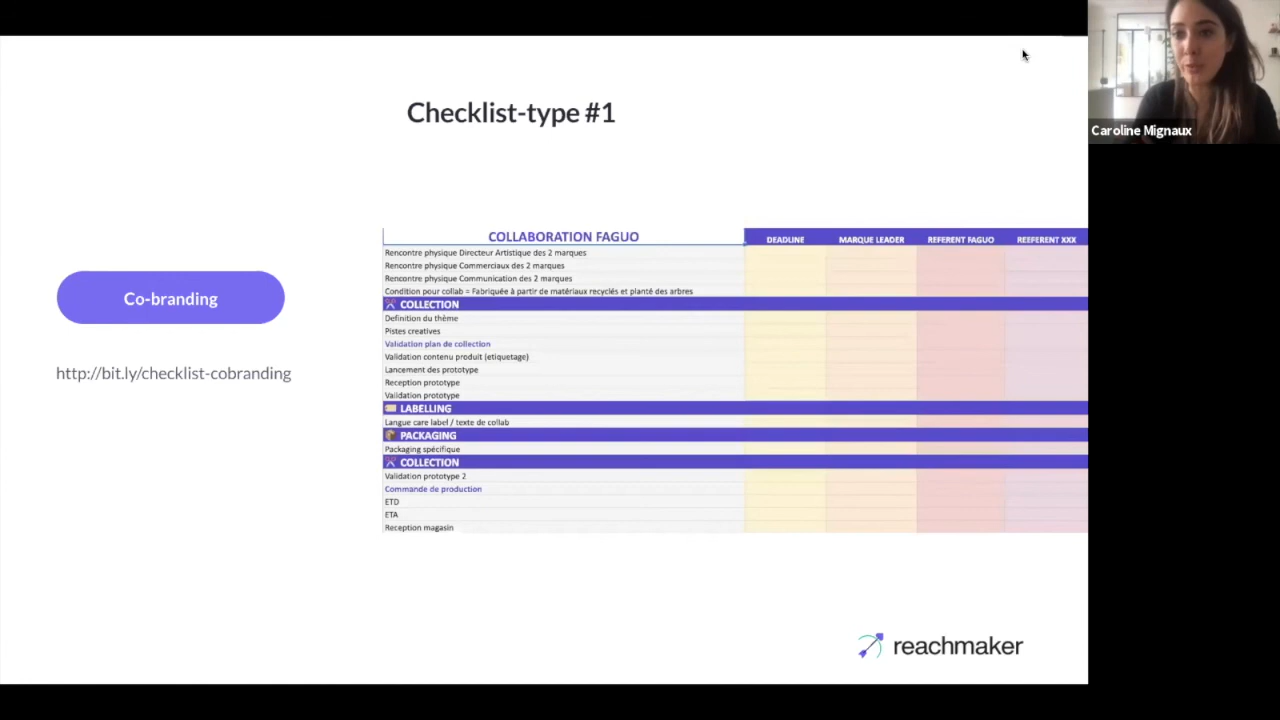 Checklist-type #1
Caroline Mignaux
Co-branding
http://bit.ly/checklist-cobranding
COLLABORATION FAGUO
DEADLINE
MARQUE LEADER
REFERENT FAGUO
REEFERENT XXX
Rencontre physique Directeur Artistique des 2 marques
Rencontre physique Commerciaux des 2 marques
Rencontre physique Communication des 2 marques
Condition pour collab = Fabriquée à partir de matériaux recyclés et planté des arbres
COLLECTION
Definition du thème
Pistes creatives
Validation plan de collection
Validation contenu produit (etiquetage)
Lancement des prototype
Reception prototype
Validation prototype
LABELLING
Langue care label / texte de collab
PACKAGING
Packaging spécifique
COLLECTION
Validation prototype 2
Commande de production
ETD
ETA
Reception magasin
reachmaker